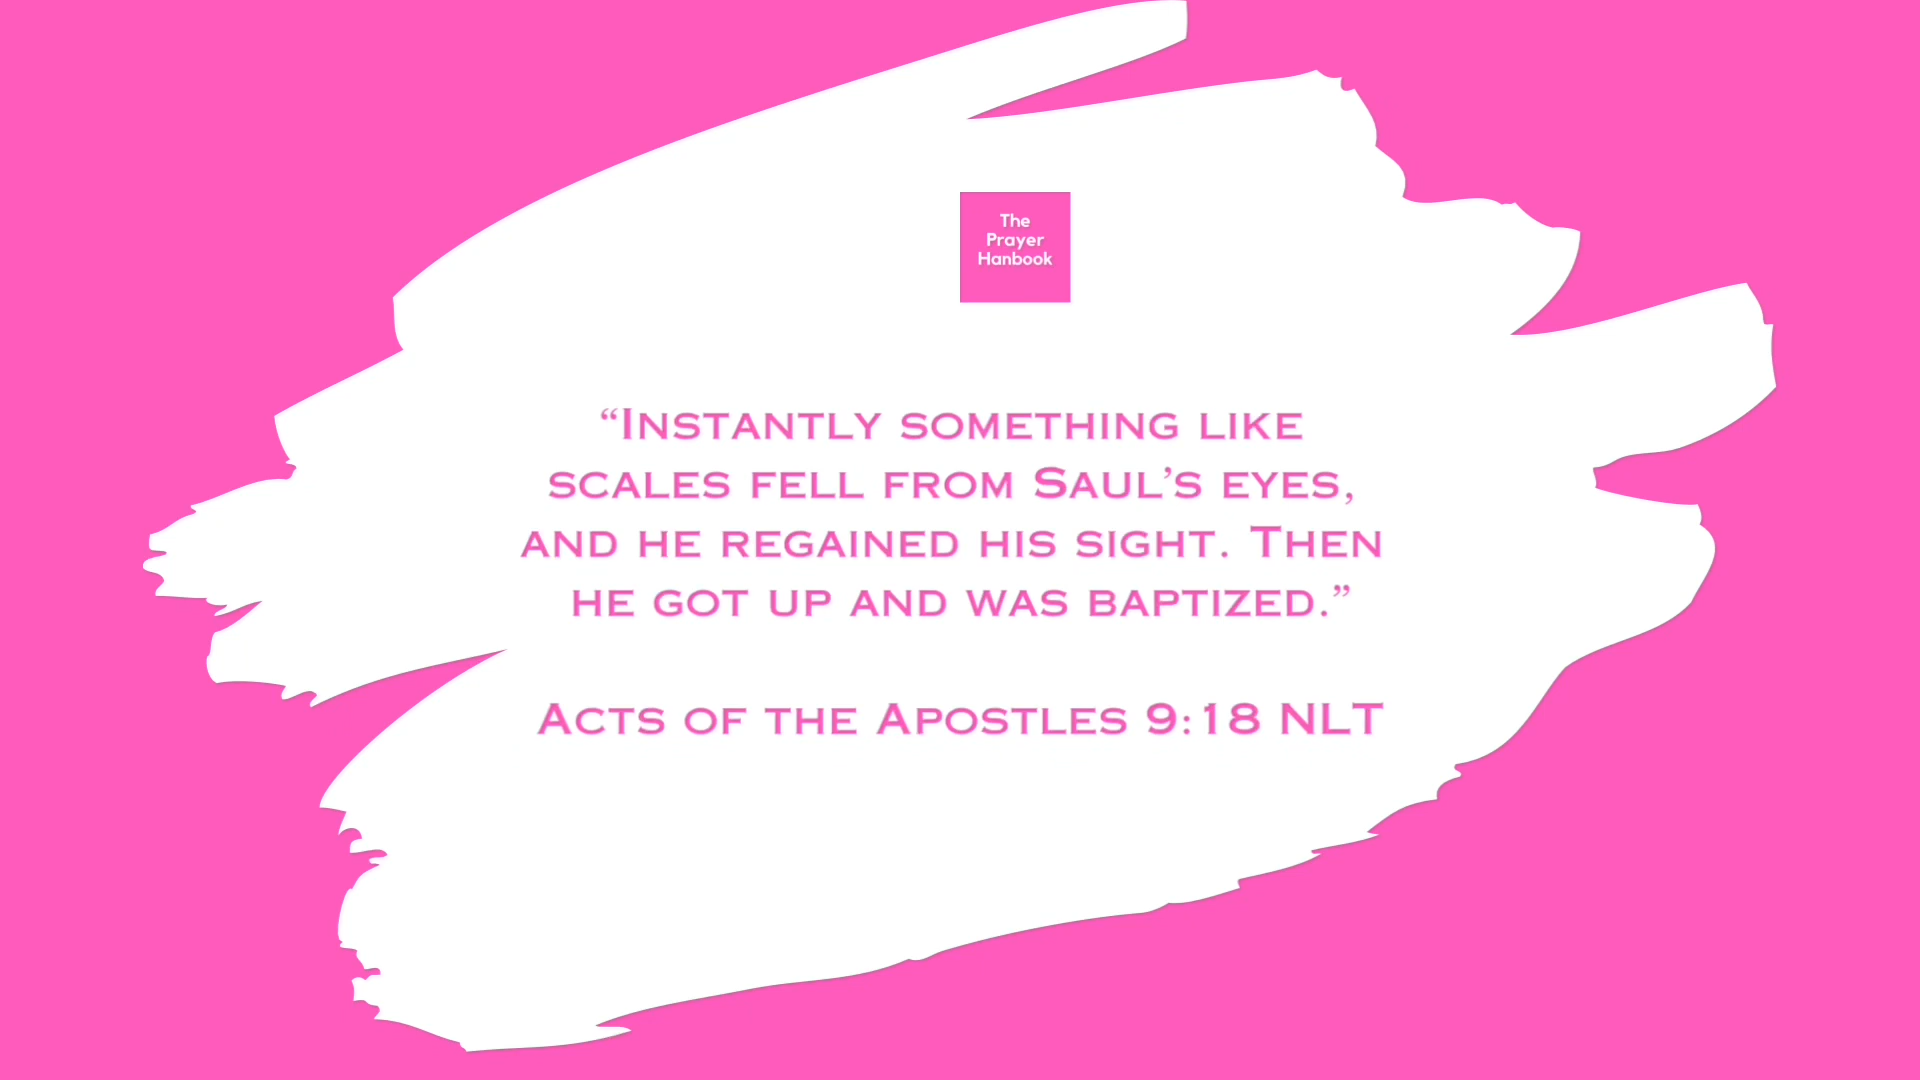 The
Prayer
Hanbook
“Instantly something like
scales fell from Saul’s eyes,
and he regained his sight. Then
he got up and was baptized.”
Acts of the Apostles 9:18 NLT